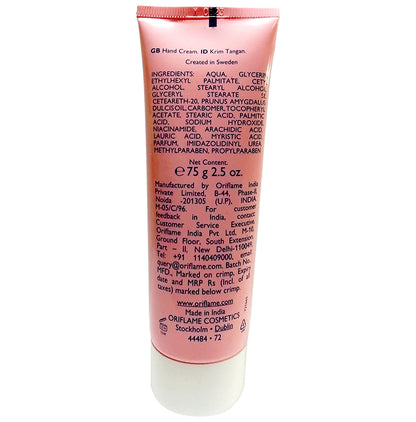 GB Hand Cream. ID Krim Tangan.
Created in Sweden
INGREDIENTS: AQUA, GLYCERIN,
ETHYLHEXYL PALMITATE, CETYL
ALCOHOL, STEARYL ALCOHOL,
GLYCERYL STEARATE
CETEARETH-20, PRUNUS AMYGDALUS
DULCIS OIL, CARBOMER, TOCOPHERYL
ACETATE, STEARIC ACID, PALMITIC
ACID, SODIUM HYDROXIDE,
NIACINAMIDE, ARACHIDIC ACID,
LAURIC ACID, MYRISTIC ACID,
PARFUM, IMIDAZOLIDINYL UREA,
METHYLPARABEN, PROPYLPARABEN.
Net Content.
e 75 g 2.5 oz.
Manufactured by Oriflame India
Private Limited, B-44, Phase-II,
Noida -201305 (U.P.), INDIA.
M-05/C/96. For customer
feedback in India, contact
Customer Service Executive,
Oriflame India Pvt Ltd, M-10,
Ground Floor, South Extension,
Part – II, New Delhi-110049.
Tel: +91 1140409000, email:
query@oriflame.com. Batch No.
MFD., Marked on crimp. Expiry
date and MRP Rs (Incl. of all
taxes) marked below crimp.
www.oriflame.com
Made in India
ORIFLAME COSMETICS
Stockholm • Dublin
44484 • 72